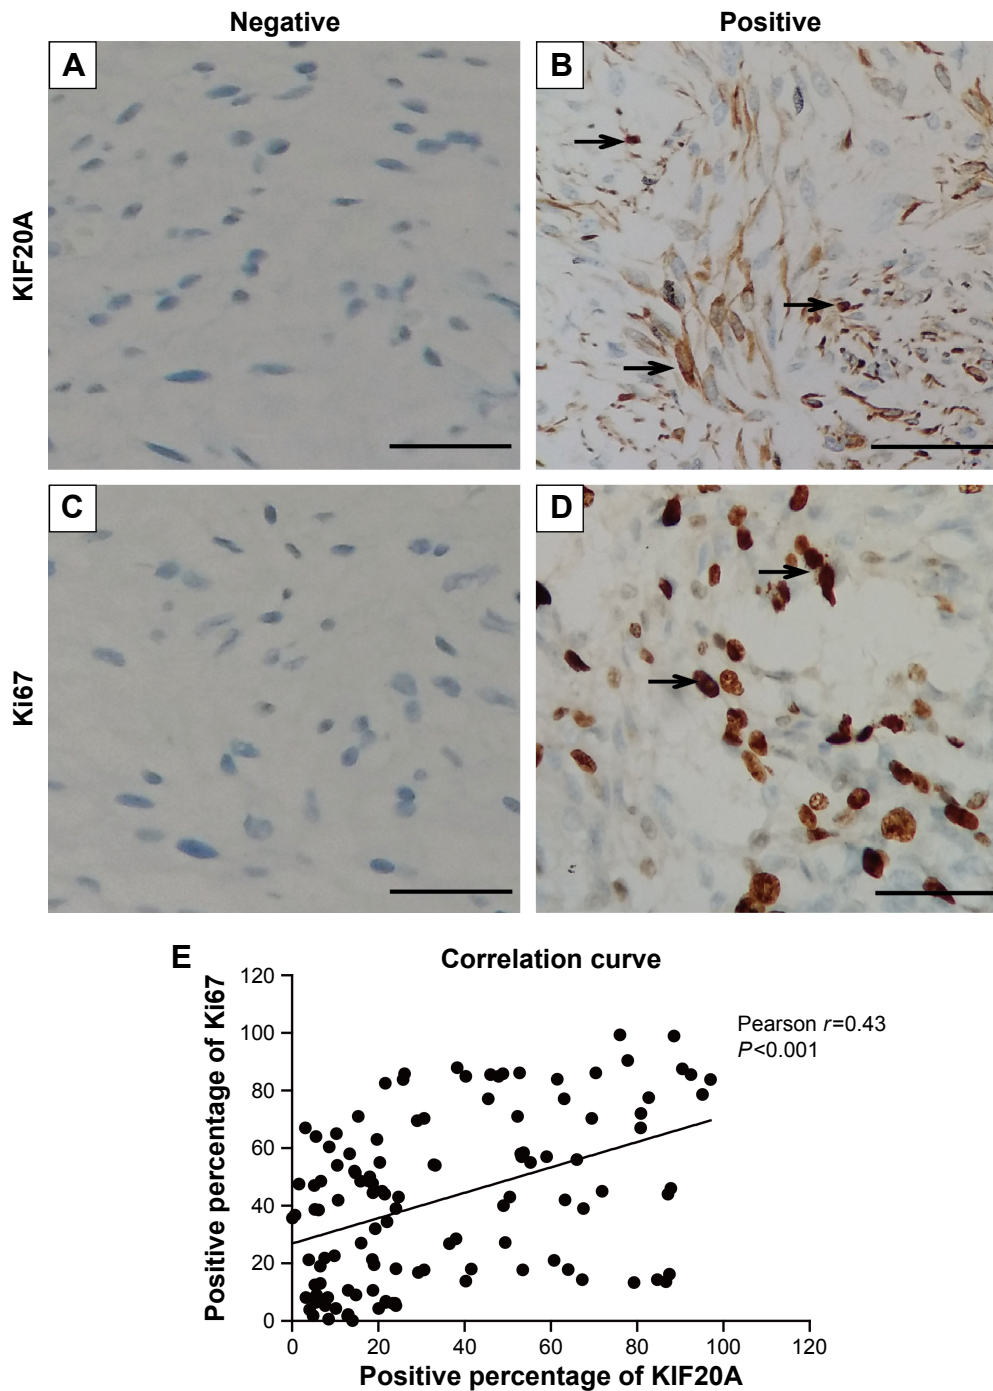 Negative
Positive
A
B
KIF20A
C
D
Ki67
E
Correlation curve
Positive percentage of Ki67
120
100
80
60
40
20
0
Pearson r=0.43
P<0.001
0 20 40 60 80 100 120
Positive percentage of KIF20A